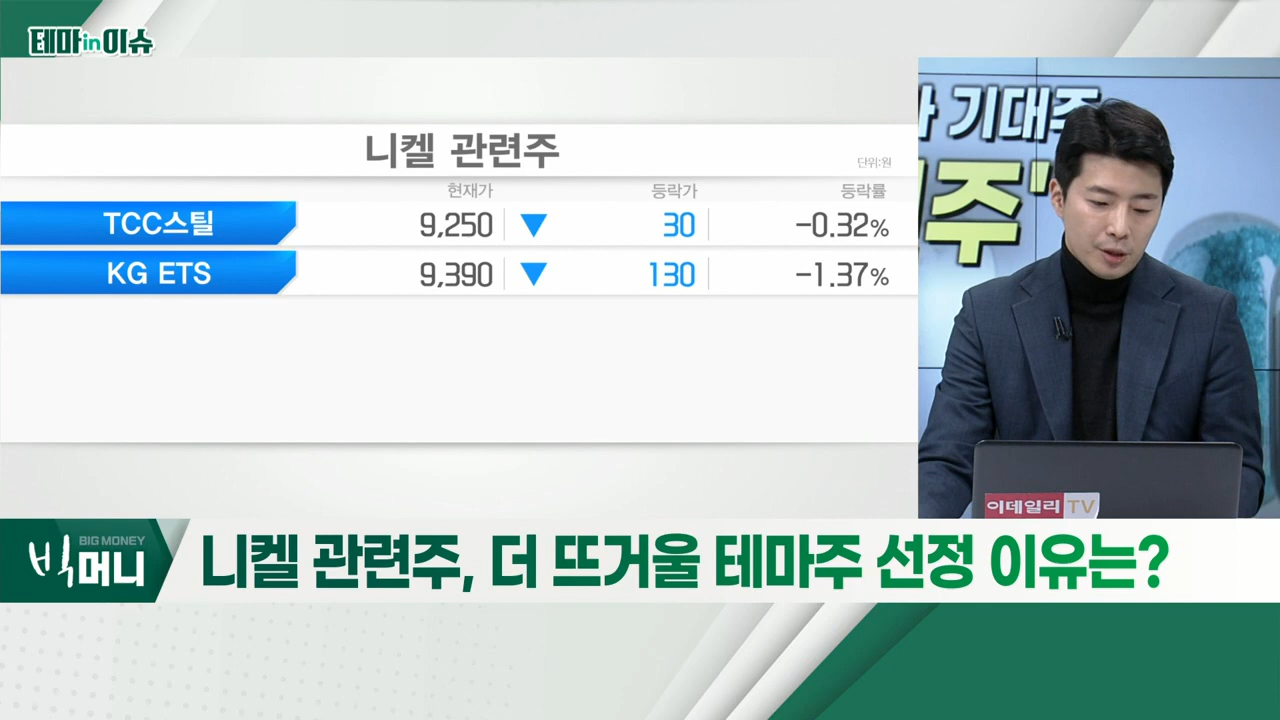 테마in이슈
니켈 관련주
단위:원
현재가 등락가 등락률
TCC스틸 9,250 ▼ 30 -0.32%
KG ETS 9,390 ▼ 130 -1.37%
기대주
주'
이데일리 TV
BIG MONEY
빅머니
니켈 관련주, 더 뜨거울 테마주 선정 이유는?